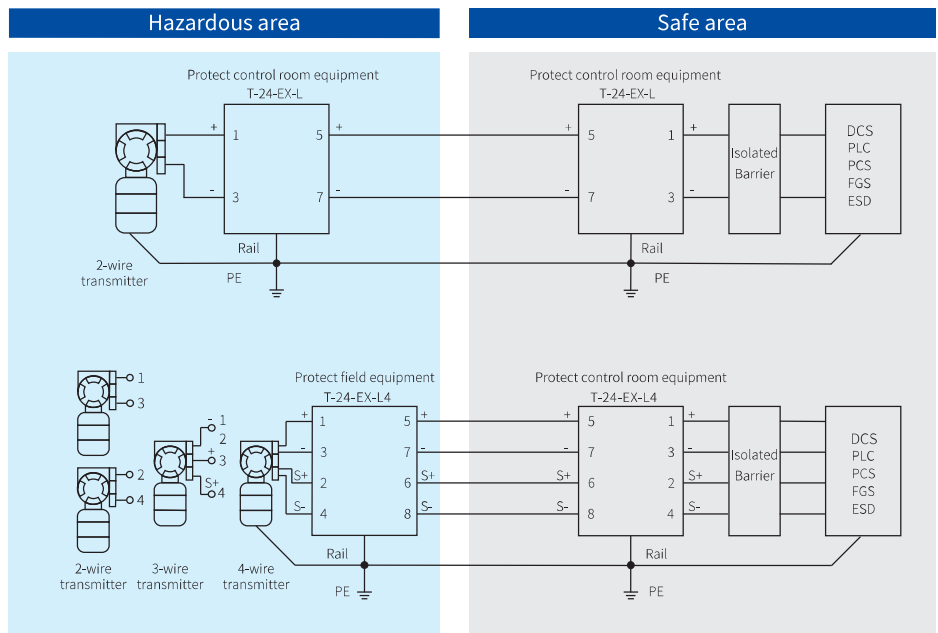 Hazardous area
Safe area
Protect control room equipment
T-24-EX-L
Protect control room equipment
T-24-EX-L
+ 1 5 + + 5 1 +
- 3 7 - - 7 3 -
Isolated
Barrier
DCS
PLC
PCS
FGS
ESD
Rail
PE
Rail
PE
2-wire
transmitter
Protect field equipment
T-24-EX-L4
Protect control room equipment
T-24-EX-L4
1
3
2
4
- 1
2
+ 3
S+ 4
+ 1 5 + + 5 1 +
- 3 7 - - 7 3 -
S+ 2 6 S+ S+ 6 2 S+
S- 4 8 S- S- 8 4 S-
Isolated
Barrier
DCS
PLC
PCS
FGS
ESD
Rail
PE
Rail
PE
2-wire
transmitter
3-wire
transmitter
4-wire
transmitter